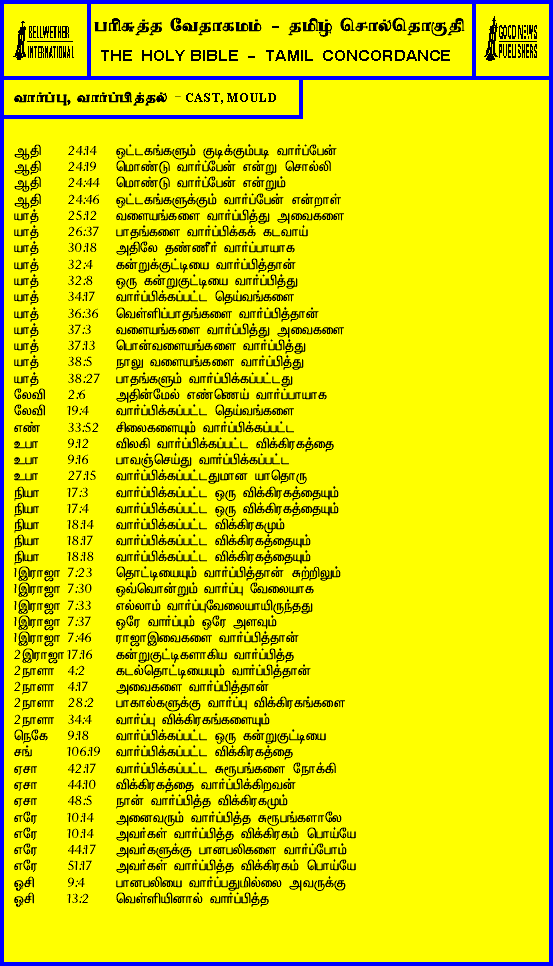 BELLWETHER INTERNATIONAL
பரிசுத்த வேதாகமம் - தமிழ் சொல்தொகுதி
THE HOLY BIBLE - TAMIL CONCORDANCE
GOOD NEWS PUBLISHERS
வார்ப்பு, வார்ப்பித்தல் - CAST, MOULD
ஆதி 24:14 ஒட்டகங்களும் குடிக்கும்படி வார்ப்பேன்
ஆதி 24:19 மொண்டு வார்ப்பேன் என்று சொல்லி
ஆதி 24:44 மொண்டு வார்ப்பேன் என்றும்
ஆதி 24:46 ஒட்டகங்களுக்கும் வார்ப்பேன் என்றாள்
யாத் 25:12 வளையங்களை வார்ப்பித்து அவைகளை
யாத் 26:37 பாதங்களை வார்ப்பிக்கக் கடவாய்
யாத் 30:18 அதிலே தண்ணீர் வார்ப்பாயாக
யாத் 32:4 கன்றுக்குட்டியை வார்ப்பித்தான்
யாத் 32:8 ஒரு கன்றுகுட்டியை வார்ப்பித்து
யாத் 34:17 வார்ப்பிக்கப்பட்ட தெய்வங்களை
யாத் 36:36 வெள்ளிப்பாதங்களை வார்ப்பித்தான்
யாத் 37:3 வளையங்களை வார்ப்பித்து அவைகளை
யாத் 37:13 பொன்வளையங்களை வார்ப்பித்து
யாத் 38:5 நாலு வளையங்களை வார்ப்பித்து
யாத் 38:27 பாதங்களும் வார்ப்பிக்கப்பட்டது
லேவி 2:6 அதின்மேல் எண்ணெய் வார்ப்பாயாக
லேவி 19:4 வார்ப்பிக்கப்பட்ட தெய்வங்களை
எண் 33:52 சிலைகளையும் வார்ப்பிக்கப்பட்ட
உபா 9:12 விலகி வார்ப்பிக்கப்பட்ட விக்கிரகத்தை
உபா 9:16 பாவஞ்செய்து வார்ப்பிக்கப்பட்ட
உபா 27:15 வார்ப்பிக்கப்பட்டதுமான யாதொரு
நியா 17:3 வார்ப்பிக்கப்பட்ட ஒரு விக்கிரகத்தையும்
நியா 17:4 வார்ப்பிக்கப்பட்ட ஒரு விக்கிரகத்தையும்
நியா 18:14 வார்ப்பிக்கப்பட்ட விக்கிரகமும்
நியா 18:17 வார்ப்பிக்கப்பட்ட விக்கிரகத்தையும்
நியா 18:18 வார்ப்பிக்கப்பட்ட விக்கிரகத்தையும்
1இராஜா 7:23 தொட்டியையும் வார்ப்பித்தான் சுற்றிலும்
1இராஜா 7:30 ஒவ்வொன்றும் வார்ப்பு வேலையாக
1இராஜா 7:33 எல்லாம் வார்ப்புவேலையாயிருந்தது
1இராஜா 7:37 ஒரே வார்ப்பும் ஒரே அளவும்
1இராஜா 7:46 ராஜாஇவைகளை வார்ப்பித்தான்
2இராஜா 17:16 கன்றுகுட்டிகளாகிய வார்ப்பித்த
2நாளா 4:2 கடல்தொட்டியையும் வார்ப்பித்தான்
2நாளா 4:17 அவைகளை வார்ப்பித்தான்
2நாளா 28:2 பாகால்களுக்கு வார்ப்பு விக்கிரகங்களை
2நாளா 34:4 வார்ப்பு விக்கிரகங்களையும்
நெகே 9:18 வார்ப்பிக்கப்பட்ட ஒரு கன்றுகுட்டியை
சங் 106:19 வார்ப்பிக்கப்பட்ட விக்கிரகத்தை
ஏசா 42:17 வார்ப்பிக்கப்பட்ட சுரூபங்களை நோக்கி
ஏசா 44:10 விக்கிரகத்தை வார்ப்பிக்கிறவன்
ஏசா 48:5 நான் வார்ப்பித்த விக்கிரகமும்
எரே 10:14 அனைவரும் வார்ப்பித்த சுரூபங்களாலே
எரே 10:14 அவர்கள் வார்ப்பித்த விக்கிரகம் பொய்யே
எரே 44:17 அவர்களுக்கு பானபலிகளை வார்ப்போம்
எரே 51:17 அவர்கள் வார்ப்பித்த விக்கிரகம் பொய்யே
ஓசி 9:4 பானபலியை வார்ப்பதுமில்லை அவருக்கு
ஓசி 13:2 வெள்ளியினால் வார்ப்பித்த